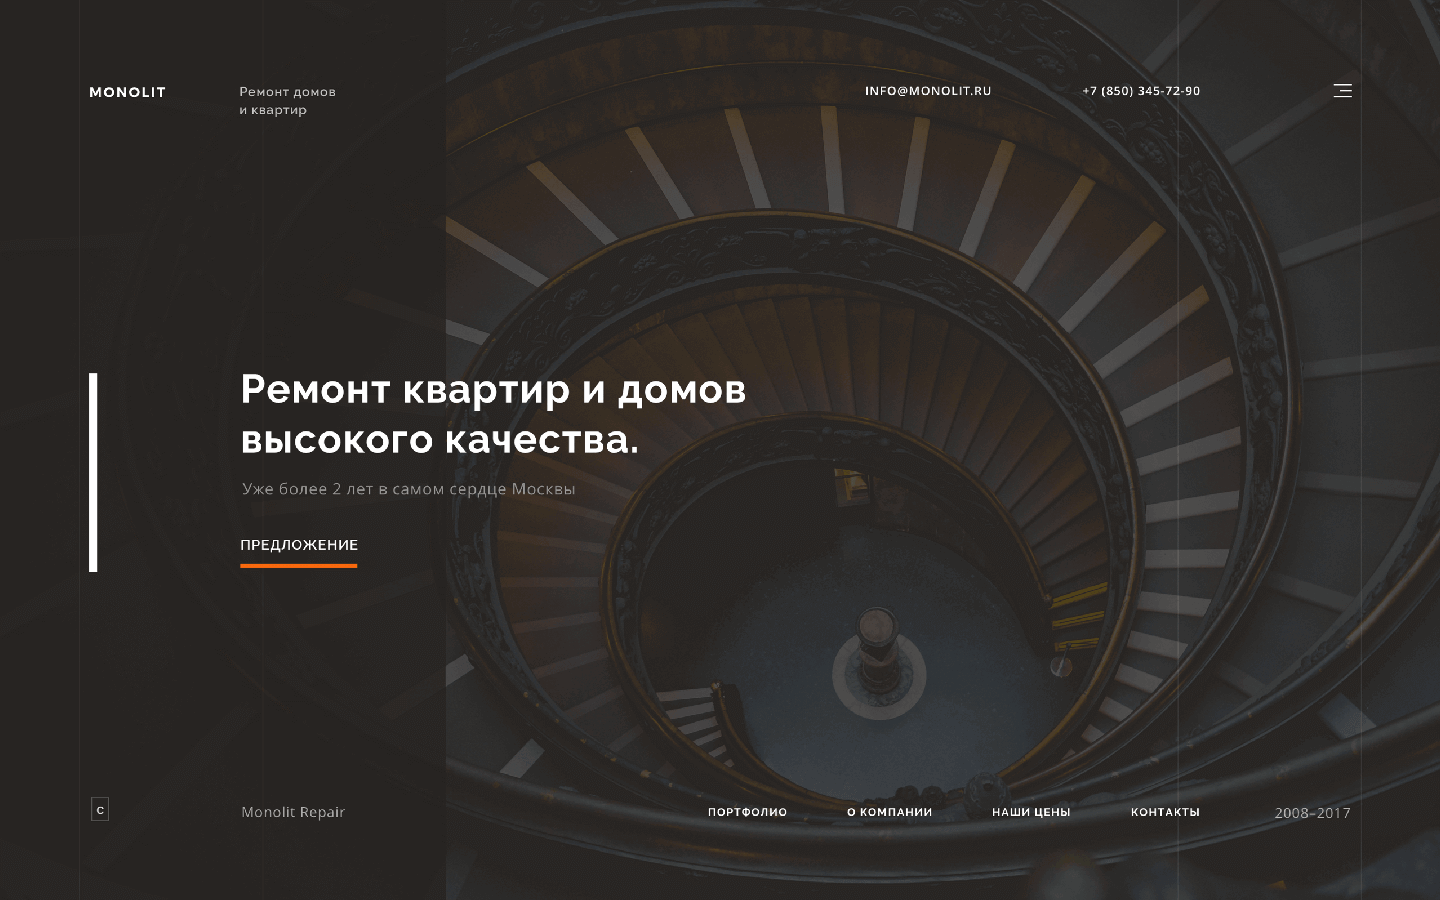 MONOLIT
Ремонт домов
и квартир
INFO@MONOLIT.RU
+7 (850) 345-72-90
Ремонт квартир и домов
высокого качества.
Уже более 2 лет в самом сердце Москвы
ПРЕДЛОЖЕНИЕ
C
Monolit Repair
ПОРТФОЛИО
О КОМПАНИИ
НАШИ ЦЕНЫ
КОНТАКТЫ
2008–2017